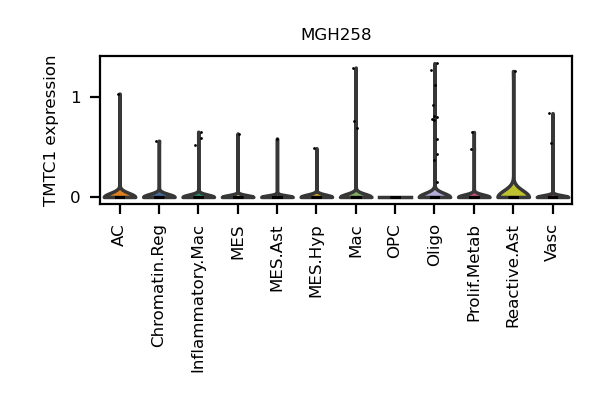 MGH258
TMTC1 expression
1
0
AC
Chromatin.Reg
Inflammatory.Mac
MES
MES.Ast
MES.Hyp
Mac
OPC
Oligo
Prolif.Metab
Reactive.Ast
Vasc